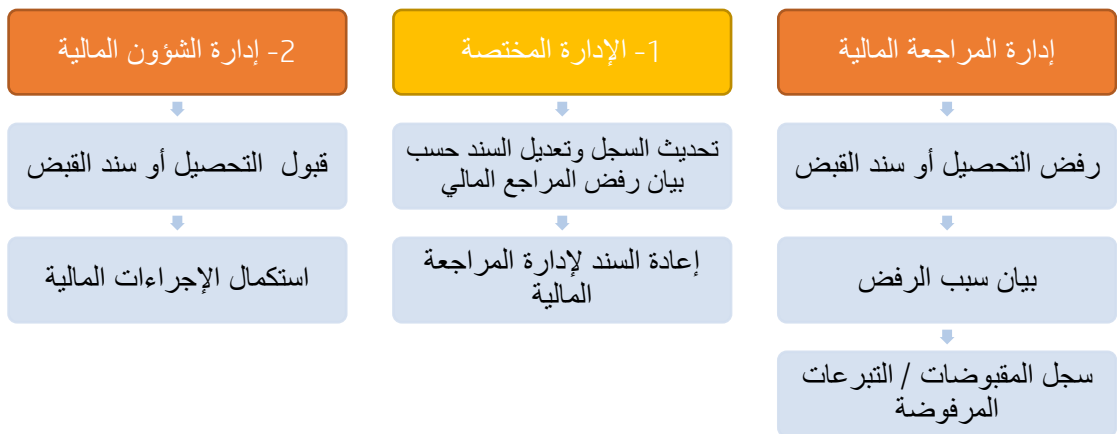 إدارة المراجعة المالية
رفض التحصيل أو سند القبض
بيان سبب الرفض
سجل المقبوضات / التبرعات
المرفوضة
1- الإدارة المختصة
تحديث السجل وتعديل السند حسب
بيان رفض المراجع المالي
إعادة السند لإدارة المراجعة
المالية
2- إدارة الشؤون المالية
قبول التحصيل أو سند القبض
استكمال الإجراءات المالية